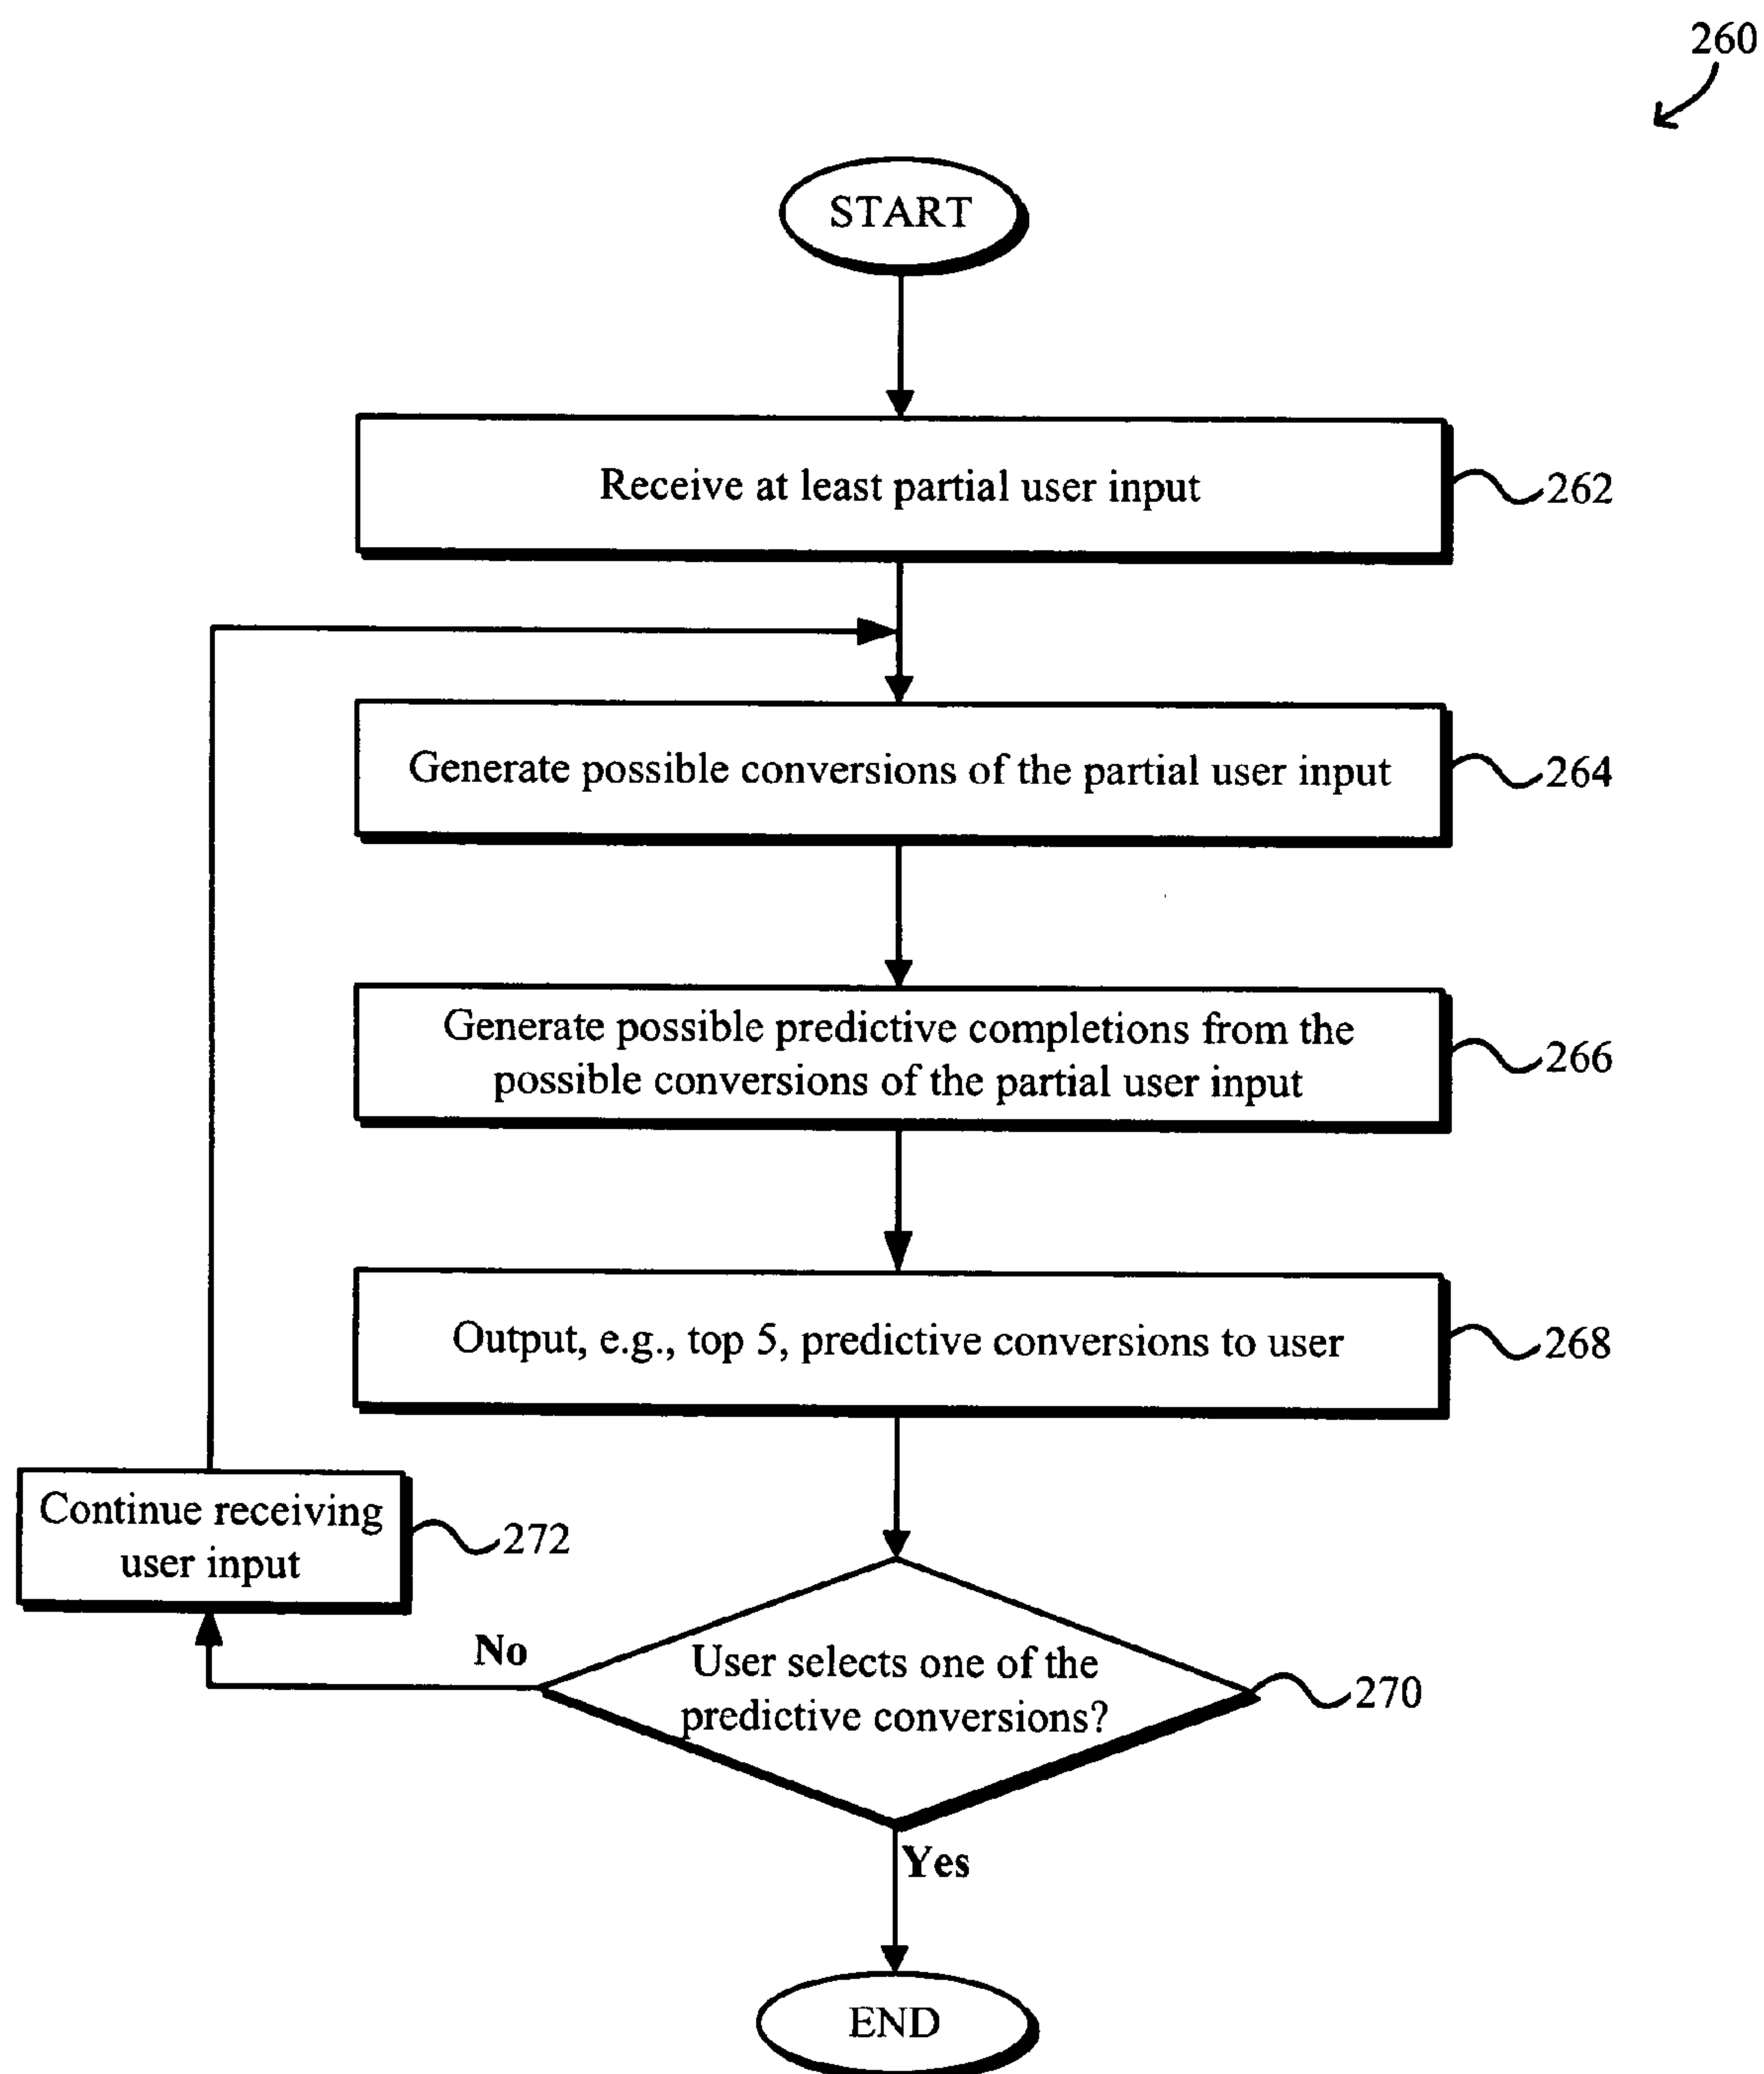 260
START
Receive at least partial user input
262
Generate possible conversions of the partial user input
264
Generate possible predictive completions from the
possible conversions of the partial user input
266
Output, e.g., top 5, predictive conversions to user
268
Continue receiving
user input
272
No
User selects one of the
predictive conversions?
270
Yes
END